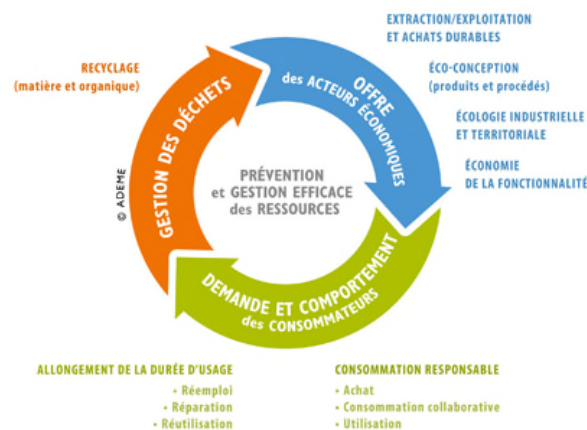 EXTRACTION/EXPLOITATION
ET ACHATS DURABLES
ÉCO-CONCEPTION
(produits et procédés)
ÉCOLOGIE INDUSTRIELLE
ET TERRITORIALE
ÉCONOMIE
DE LA FONCTIONNALITÉ
RECYCLAGE
(matière et organique)
OFFRE
des ACTEURS ÉCONOMIQUES
GESTION DES DÉCHETS
PRÉVENTION
et GESTION EFFICACE
des RESSOURCES
© ADEME
DEMANDE ET COMPORTEMENT
des CONSOMMATEURS
ALLONGEMENT DE LA DURÉE D'USAGE
• Réemploi
• Réparation
• Réutilisation
CONSOMMATION RESPONSABLE
• Achat
• Consommation collaborative
• Utilisation